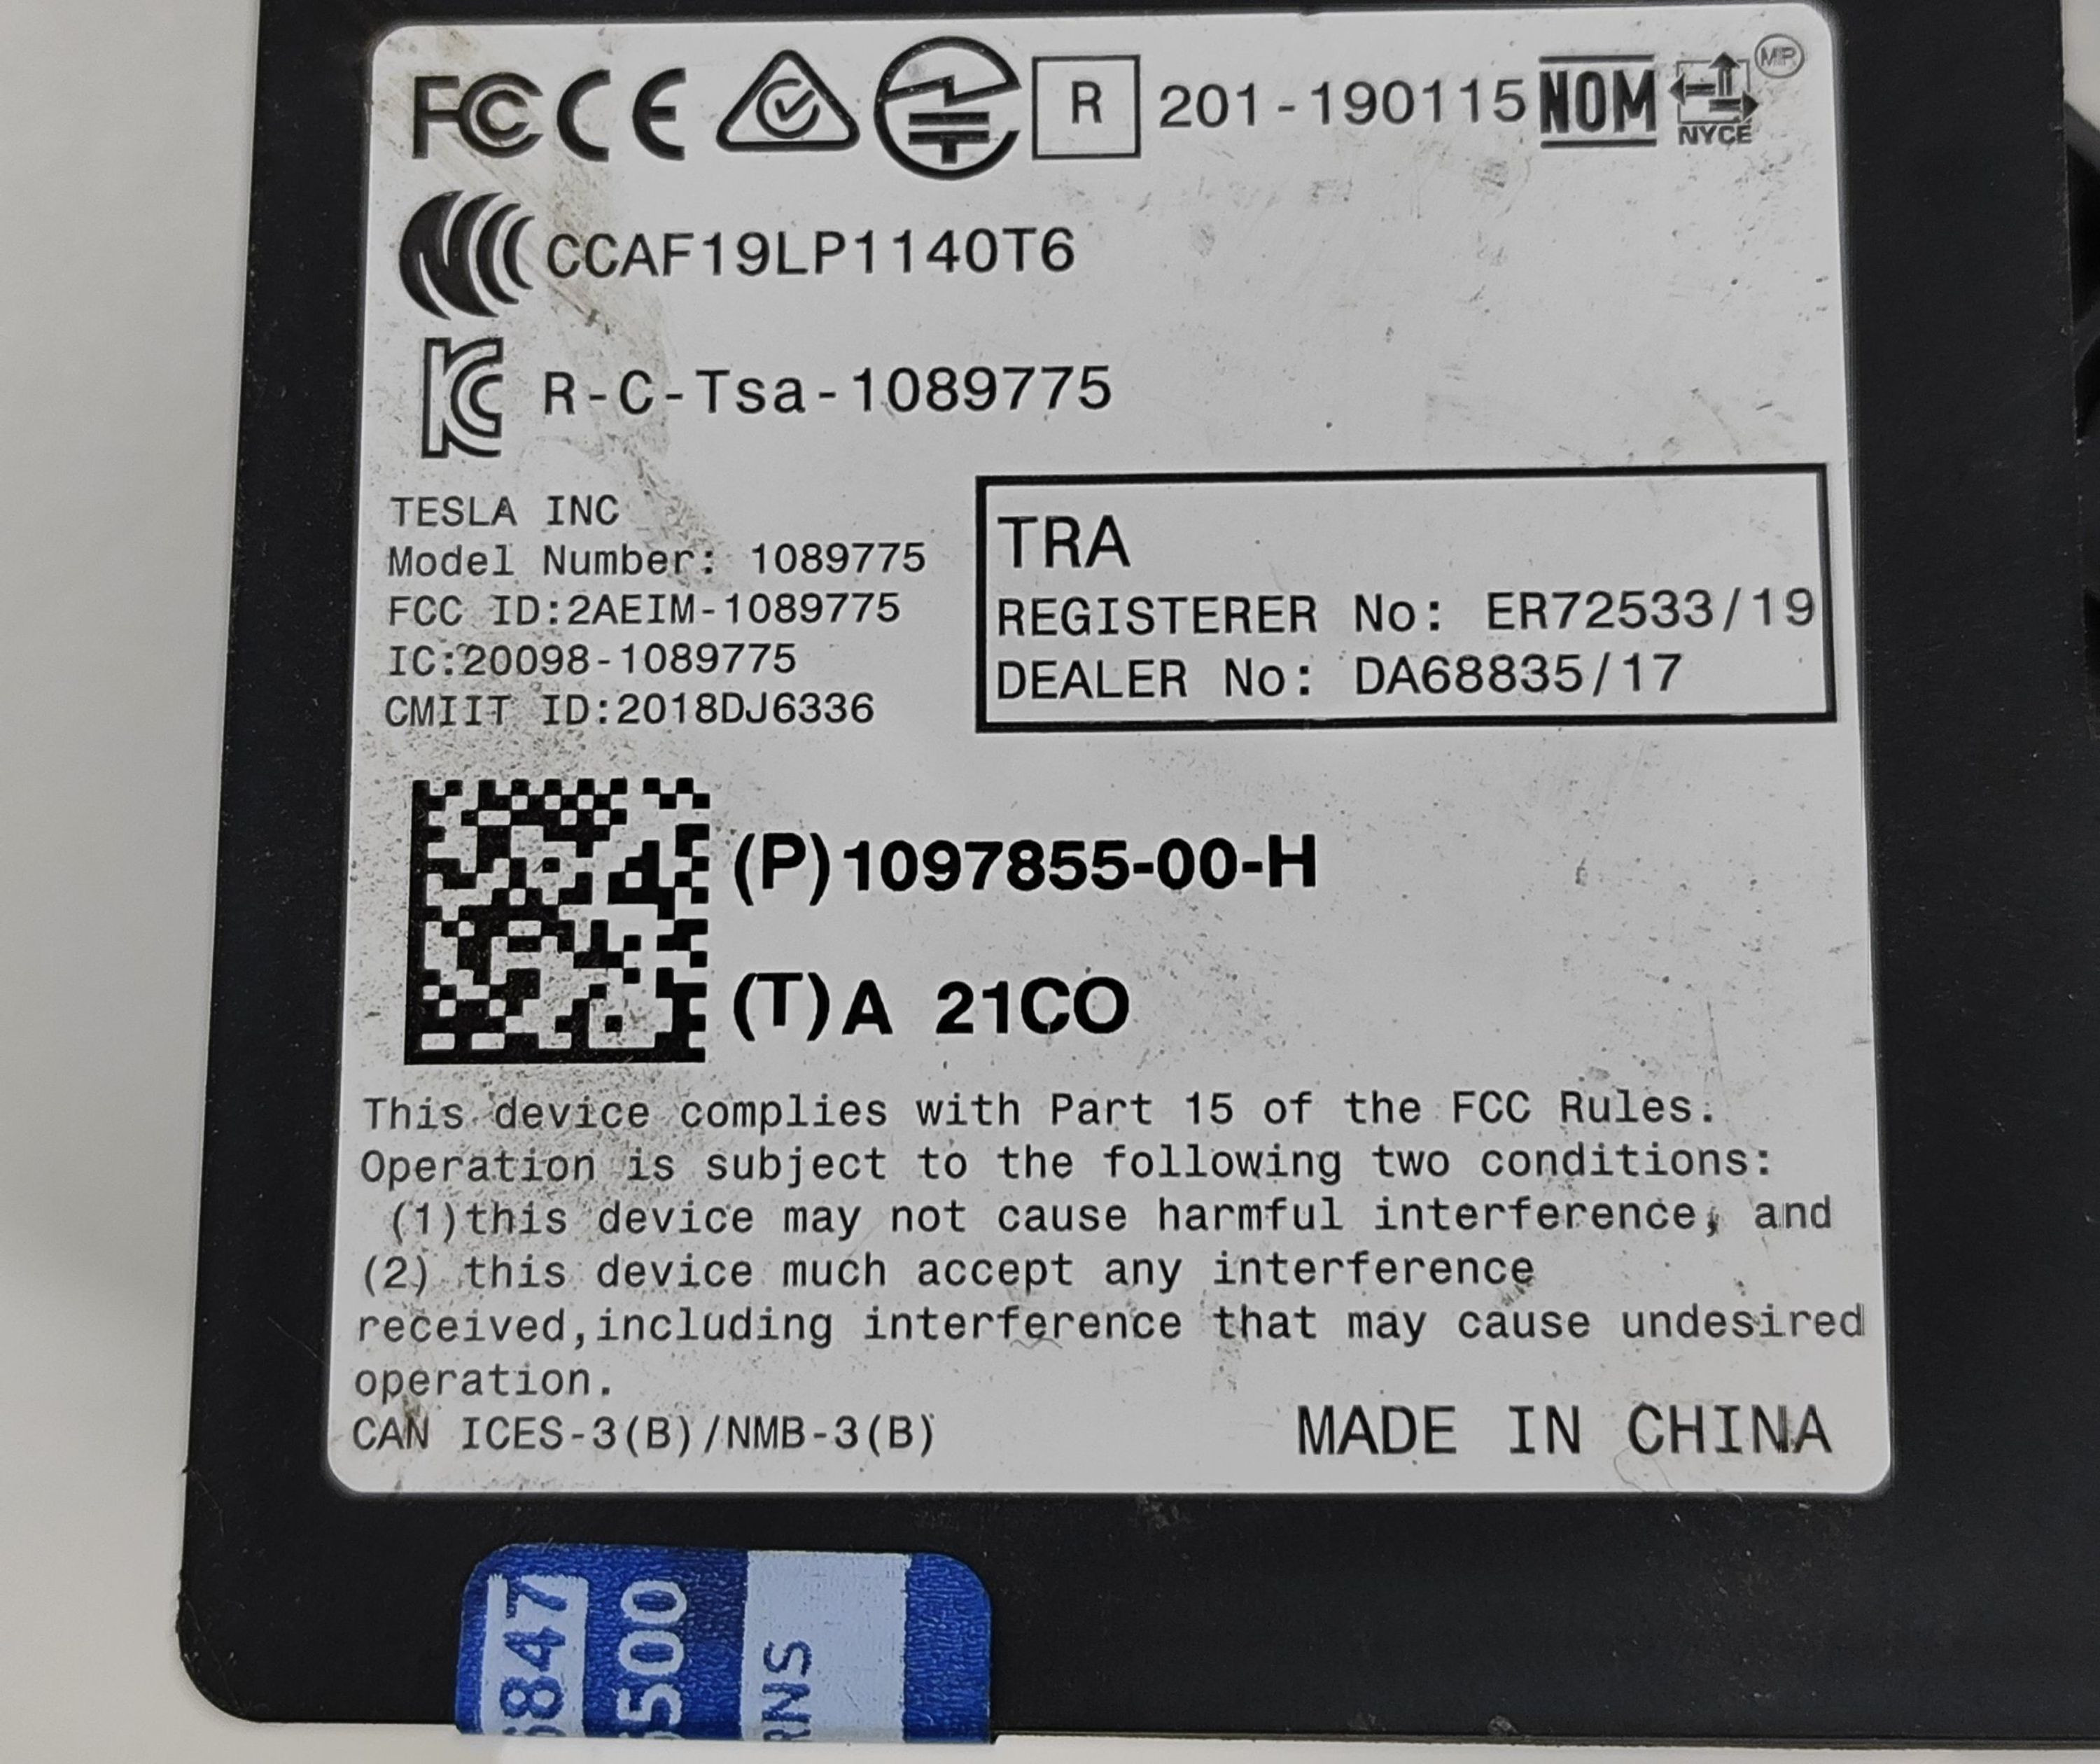 FC CE R 201-190115 NOM NYCE MR
CCAF19LP1140T6
R-C-Tsa-1089775
TESLA INC
Model Number: 1089775
FCC ID:2AEIM-1089775
IC:20098-1089775
CMIIT ID:2018DJ6336
TRA
REGISTERER No: ER72533/19
DEALER No: DA68835/17
(P)1097855-00-H
(T)A 21CO
This device complies with Part 15 of the FCC Rules.
Operation is subject to the following two conditions:
(1)this device may not cause harmful interference, and
(2) this device much accept any interference
received,including interference that may cause undesired
operation.
CAN ICES-3(B)/NMB-3(B)
MADE IN CHINA
847
500
RNS